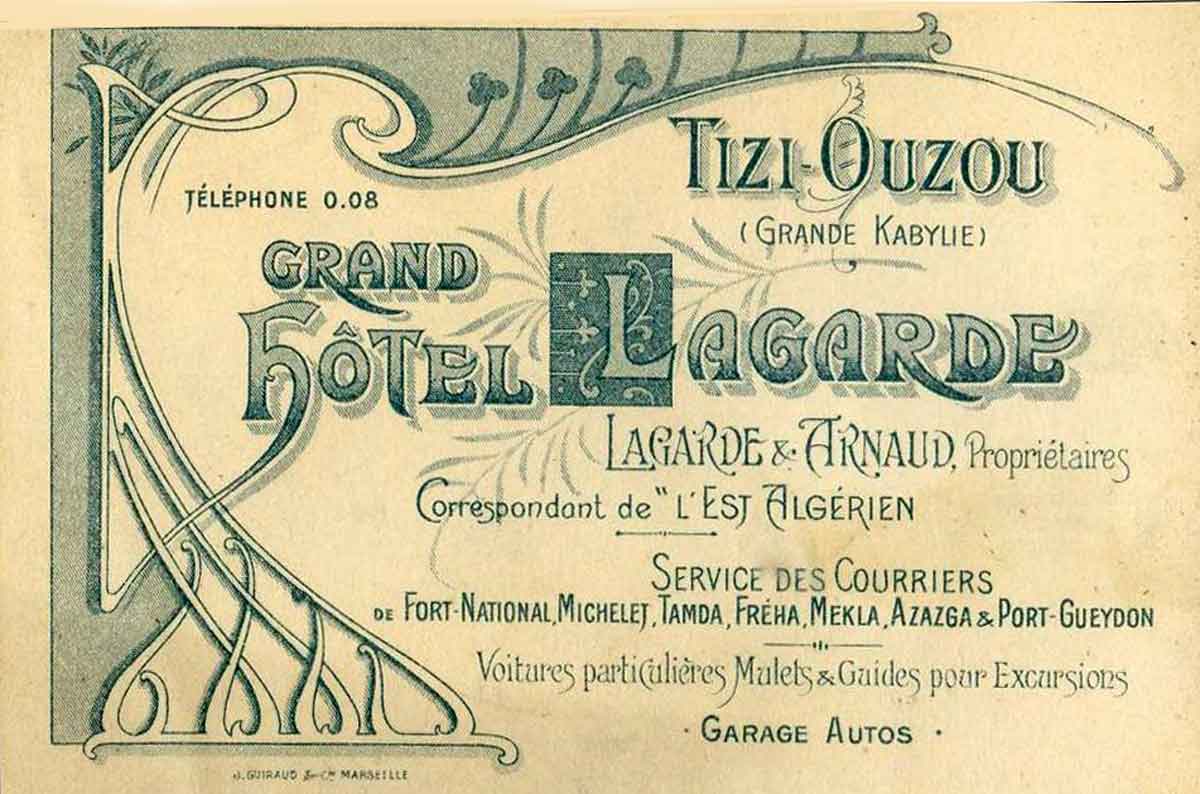 TIZI-OUZOU
(GRANDE KABYLIE)
TÉLÉPHONE 0.08
GRAND
HÔTEL LAGARDE
LAGARDE & ARNAUD, Propriétaires
Correspondant de "L'EST ALGÉRIEN
SERVICE DES COURRIERS
DE FORT-NATIONAL, MICHELET, TAMDA, FRÉHA, MEKLA, AZAZGA & PORT-GUEYDON
Voitures particulières Mulets & Guides pour Excursions
· GARAGE AUTOS ·
J. GUIRAUD & Cie MARSEILLE